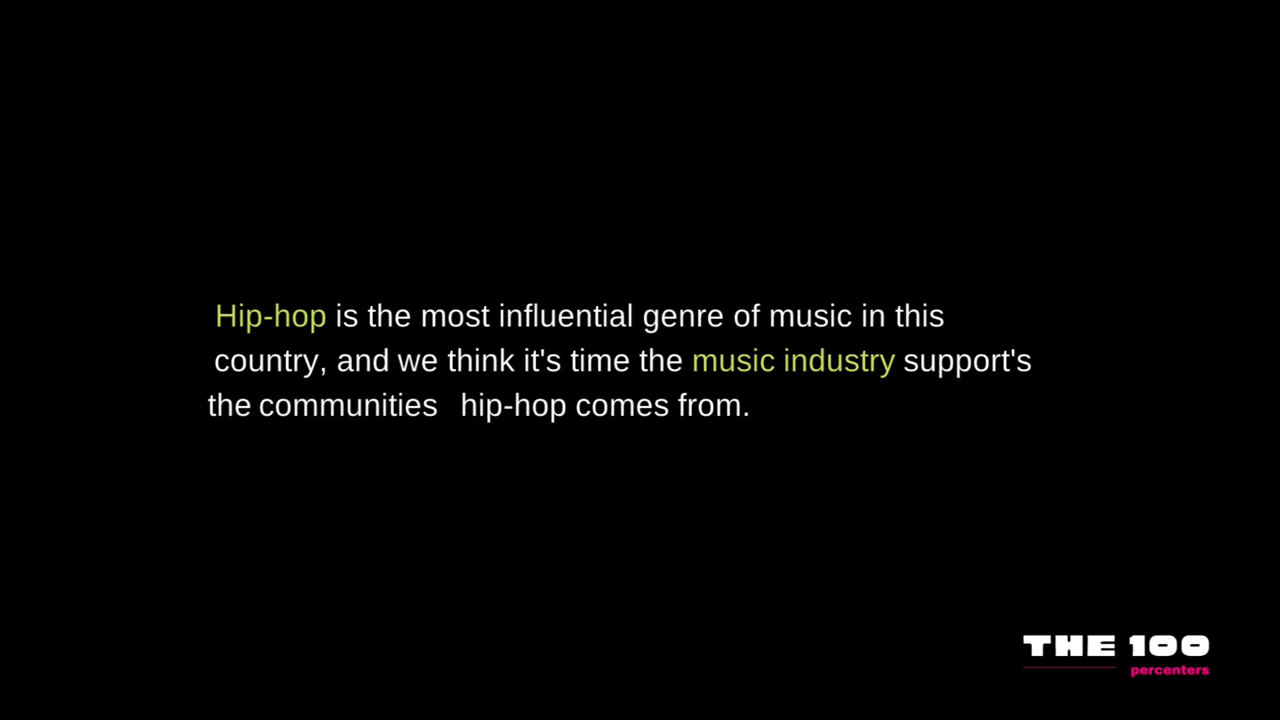 Hip-hop is the most influential genre of music in this
country, and we think it's time the music industry support's
the communities hip-hop comes from.
THE 100
percenters